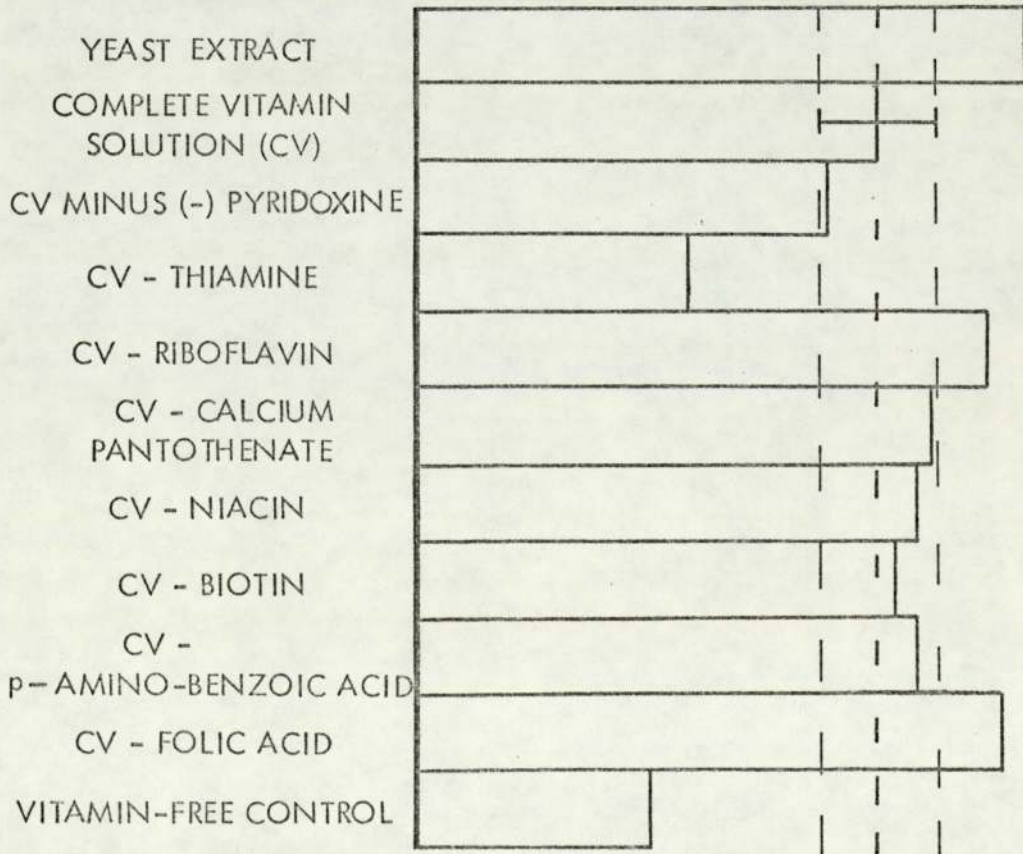 YEAST EXTRACT
COMPLETE VITAMIN
SOLUTION (CV)
CV MINUS (-) PYRIDOXINE
CV - THIAMINE
CV - RIBOFLAVIN
CV - CALCIUM
PANTOTHENATE
CV - NIACIN
CV - BIOTIN
CV -
p-AMINO-BENZOIC ACID
CV - FOLIC ACID
VITAMIN-FREE CONTROL